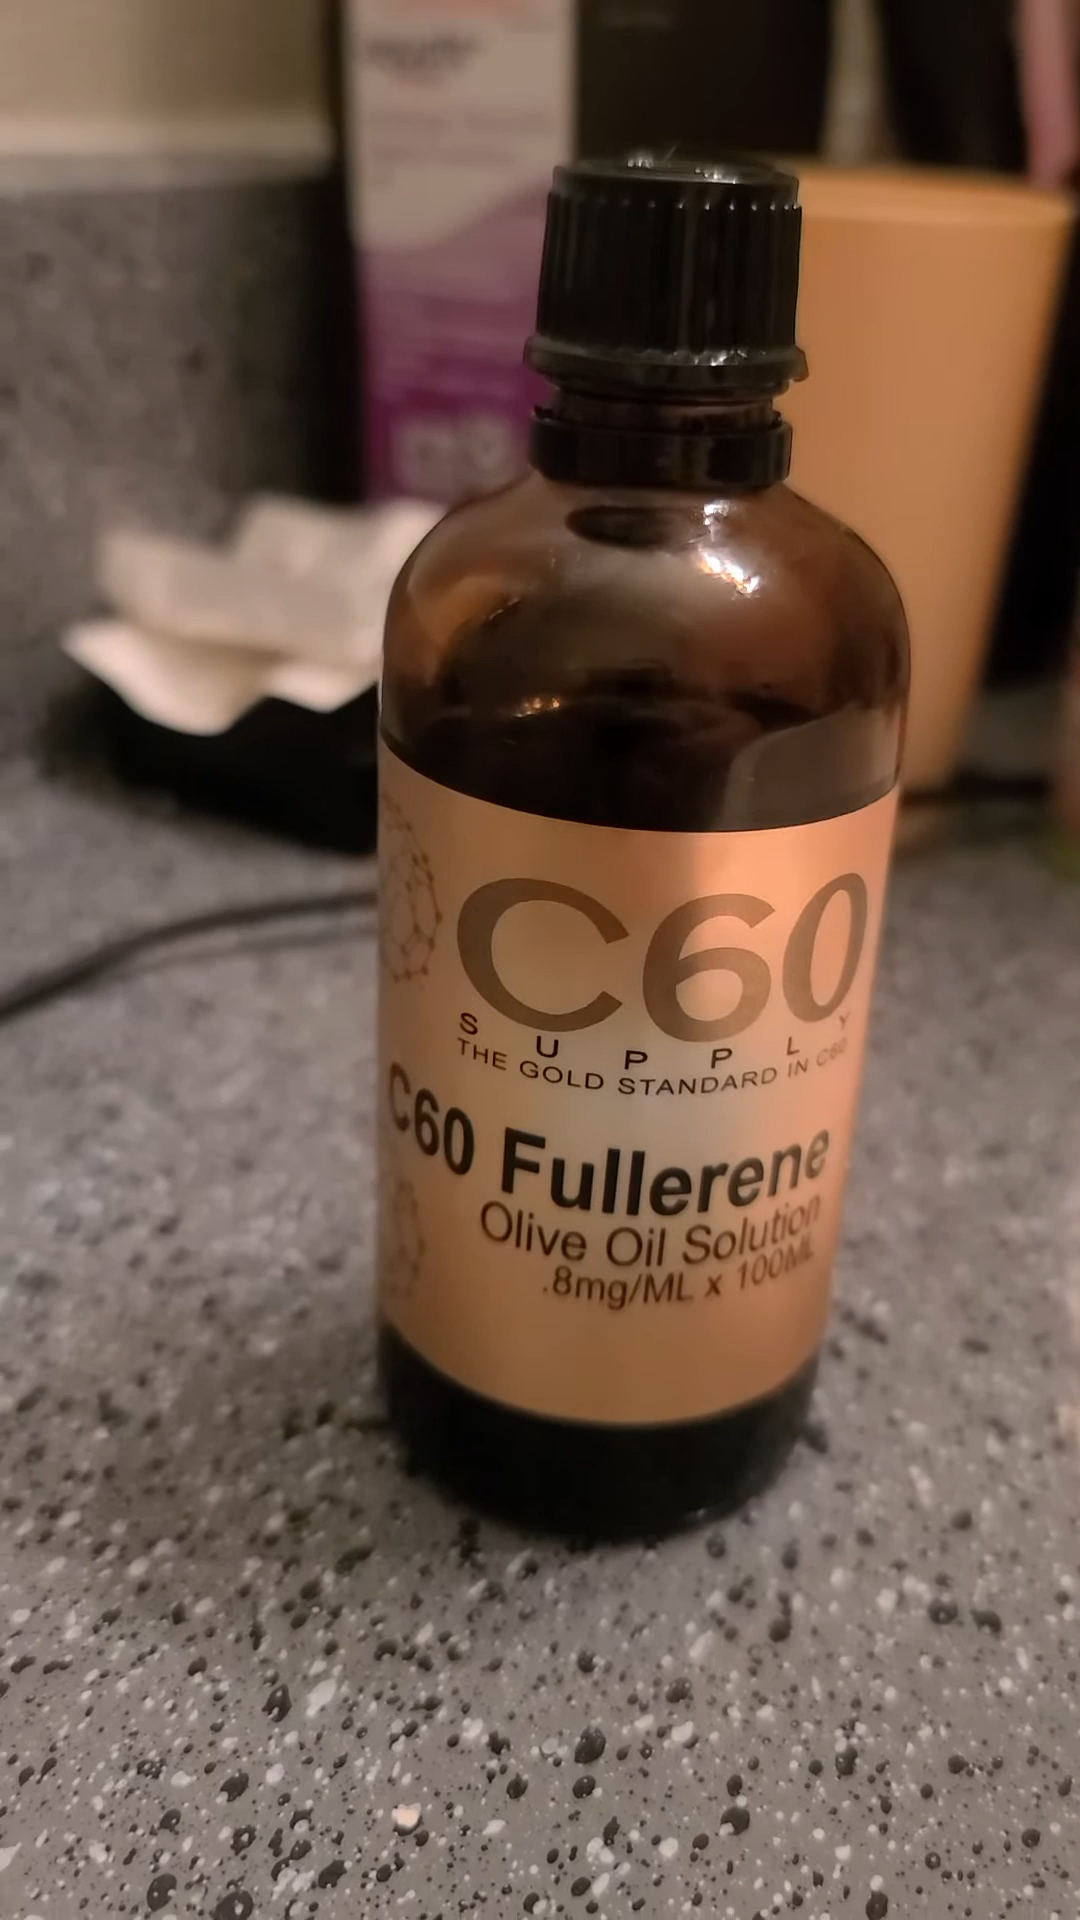 C60
SUPPLY
THE GOLD STANDARD IN C60
C60 Fullerene
Olive Oil Solution
.8mg/ML x 100ML